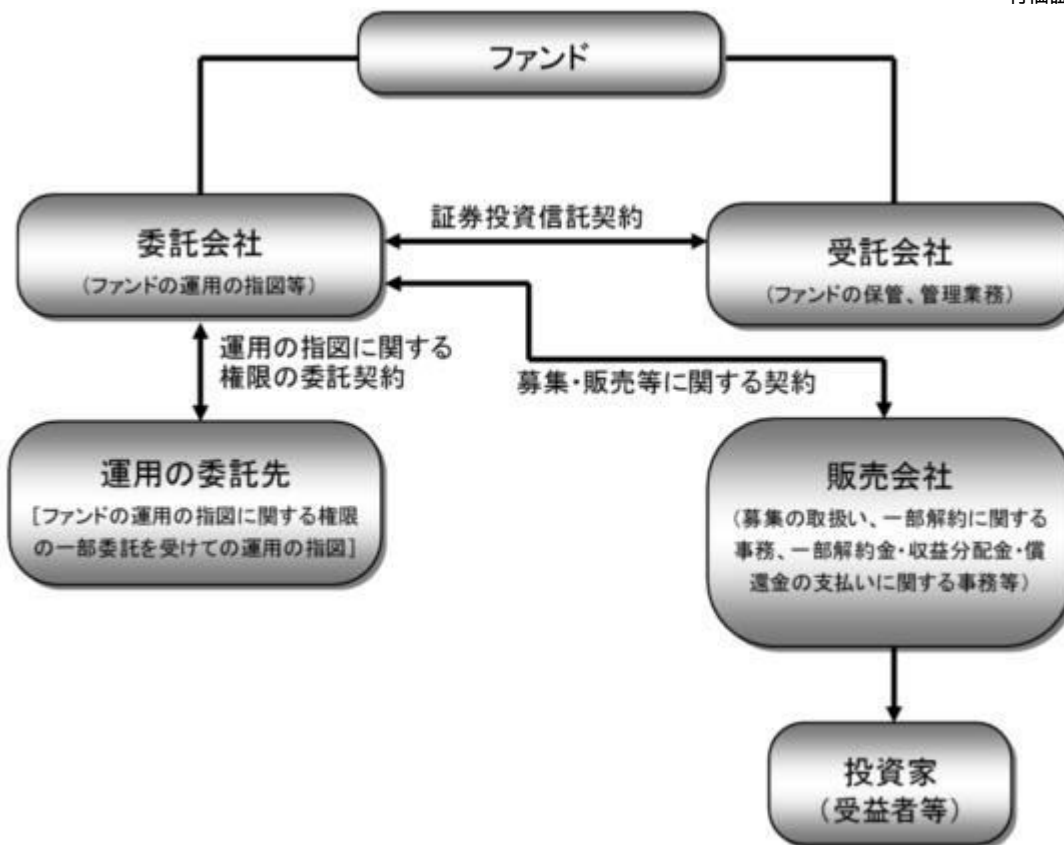 ファンド
委託会社
(ファンドの運用の指図等)
証券投資信託契約
受託会社
(ファンドの保管、管理業務)
運用の指図に関する
権限の委託契約
募集・販売等に関する契約
運用の委託先
[ファンドの運用の指図に関する権限
の一部委託を受けての運用の指図]
販売会社
(募集の取扱い、一部解約に関する
事務、一部解約金・収益分配金・償
還金の支払いに関する事務等)
投資家
(受益者等)